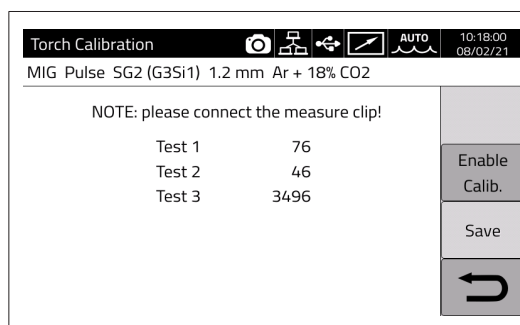 Torch Calibration AUTO 10:18:00
08/02/21
MIG Pulse SG2 (G3Si1) 1.2 mm Ar + 18% CO2
NOTE: please connect the measure clip!
Test 1 76
Test 2 46
Test 3 3496
Enable
Calib.
Save